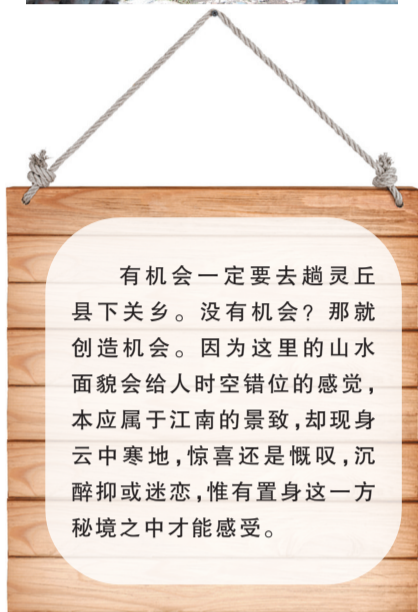 有机会一定要去趟灵丘
县下关乡。没有机会？那就
创造机会。因为这里的山水
面貌会给人时空错位的感觉，
本应属于江南的景致，却现身
云中寒地，惊喜还是慨叹，沉
醉抑或迷恋，惟有置身这一方
秘境之中才能感受。